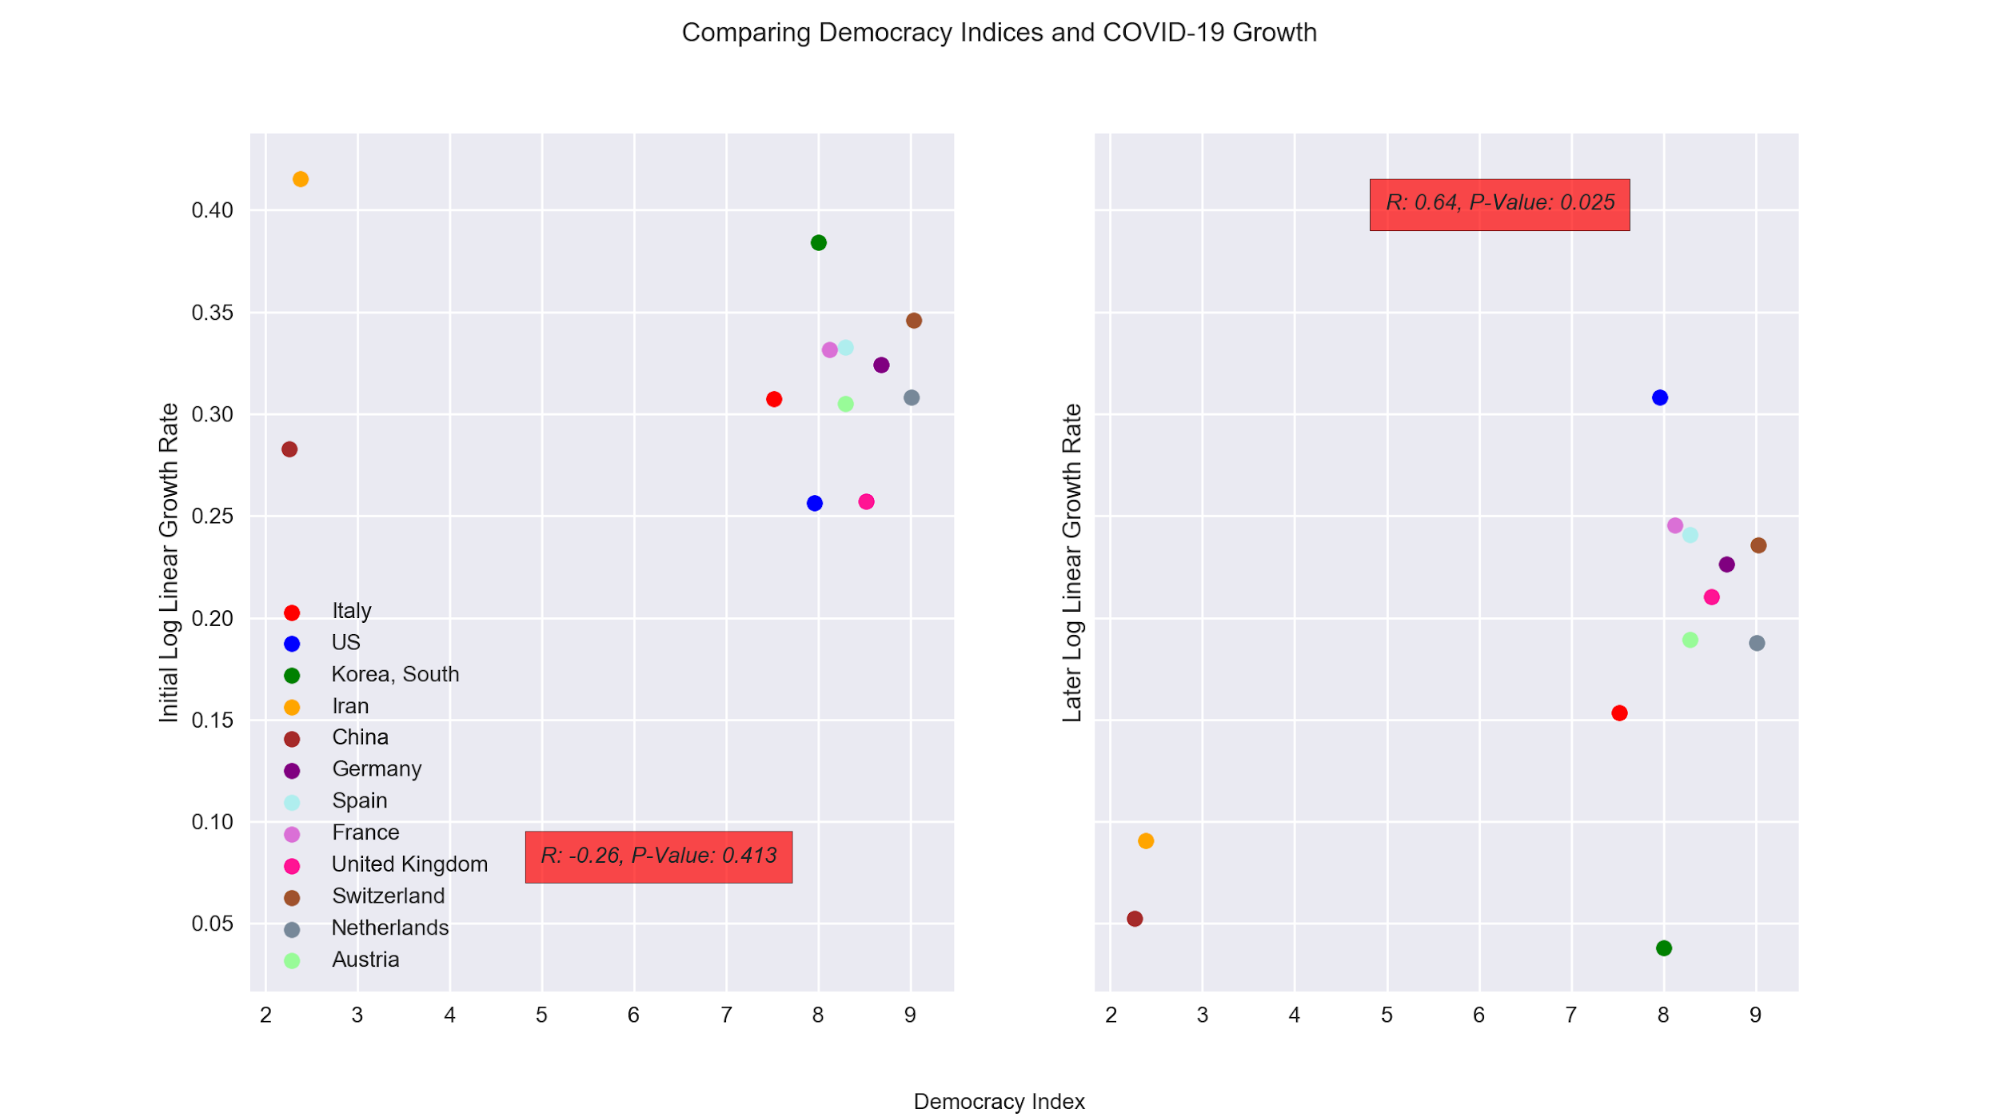 Comparing Democracy Indices and COVID-19 Growth
Initial Log Linear Growth Rate
0.40
0.35
0.30
0.25
0.20
0.15
0.10
0.05
Italy
US
Korea, South
Iran
China
Germany
Spain
France
United Kingdom
Switzerland
Netherlands
Austria
R: -0.26, P-Value: 0.413
2 3 4 5 6 7 8 9
Later Log Linear Growth Rate
R: 0.64, P-Value: 0.025
2 3 4 5 6 7 8 9
Democracy Index